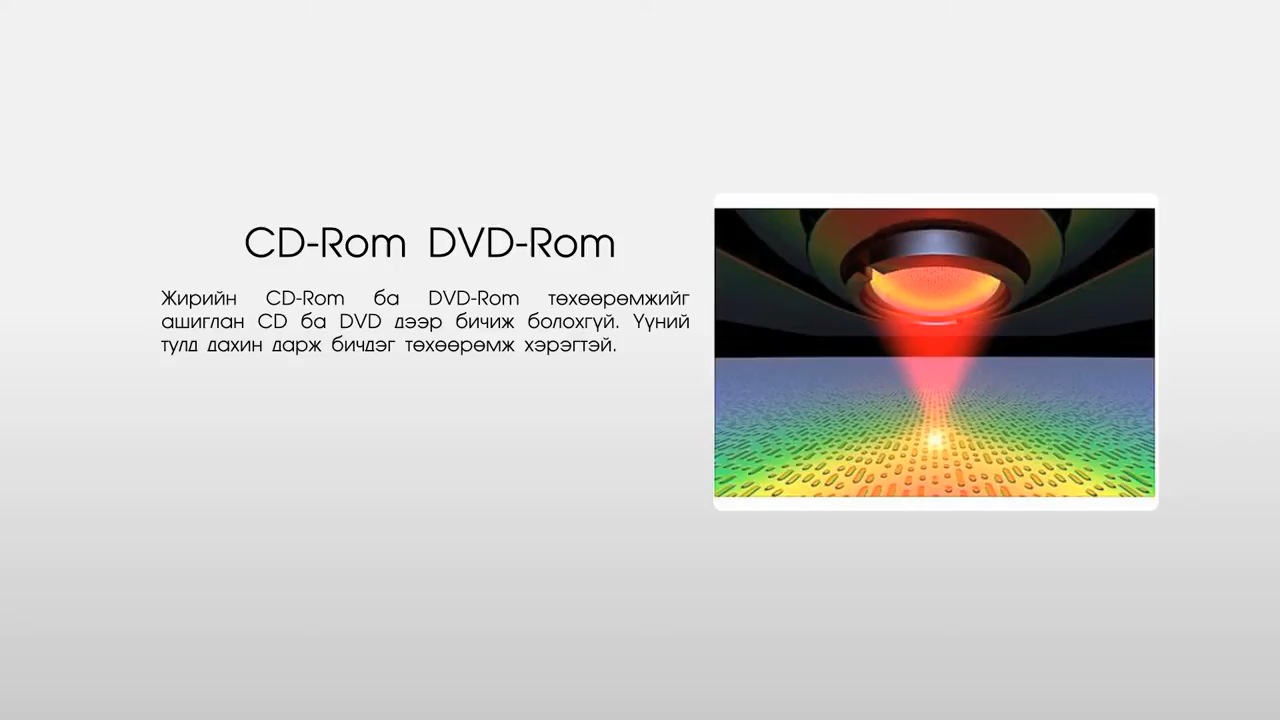 CD-Rom DVD-Rom
Жирийн CD-Rom ба DVD-Rom төхөөрөмжийг
ашиглан CD ба DVD дээр бичиж болохгүй. Үүний
тулд дахин дарж бичдэг төхөөрөмж хэрэгтэй.